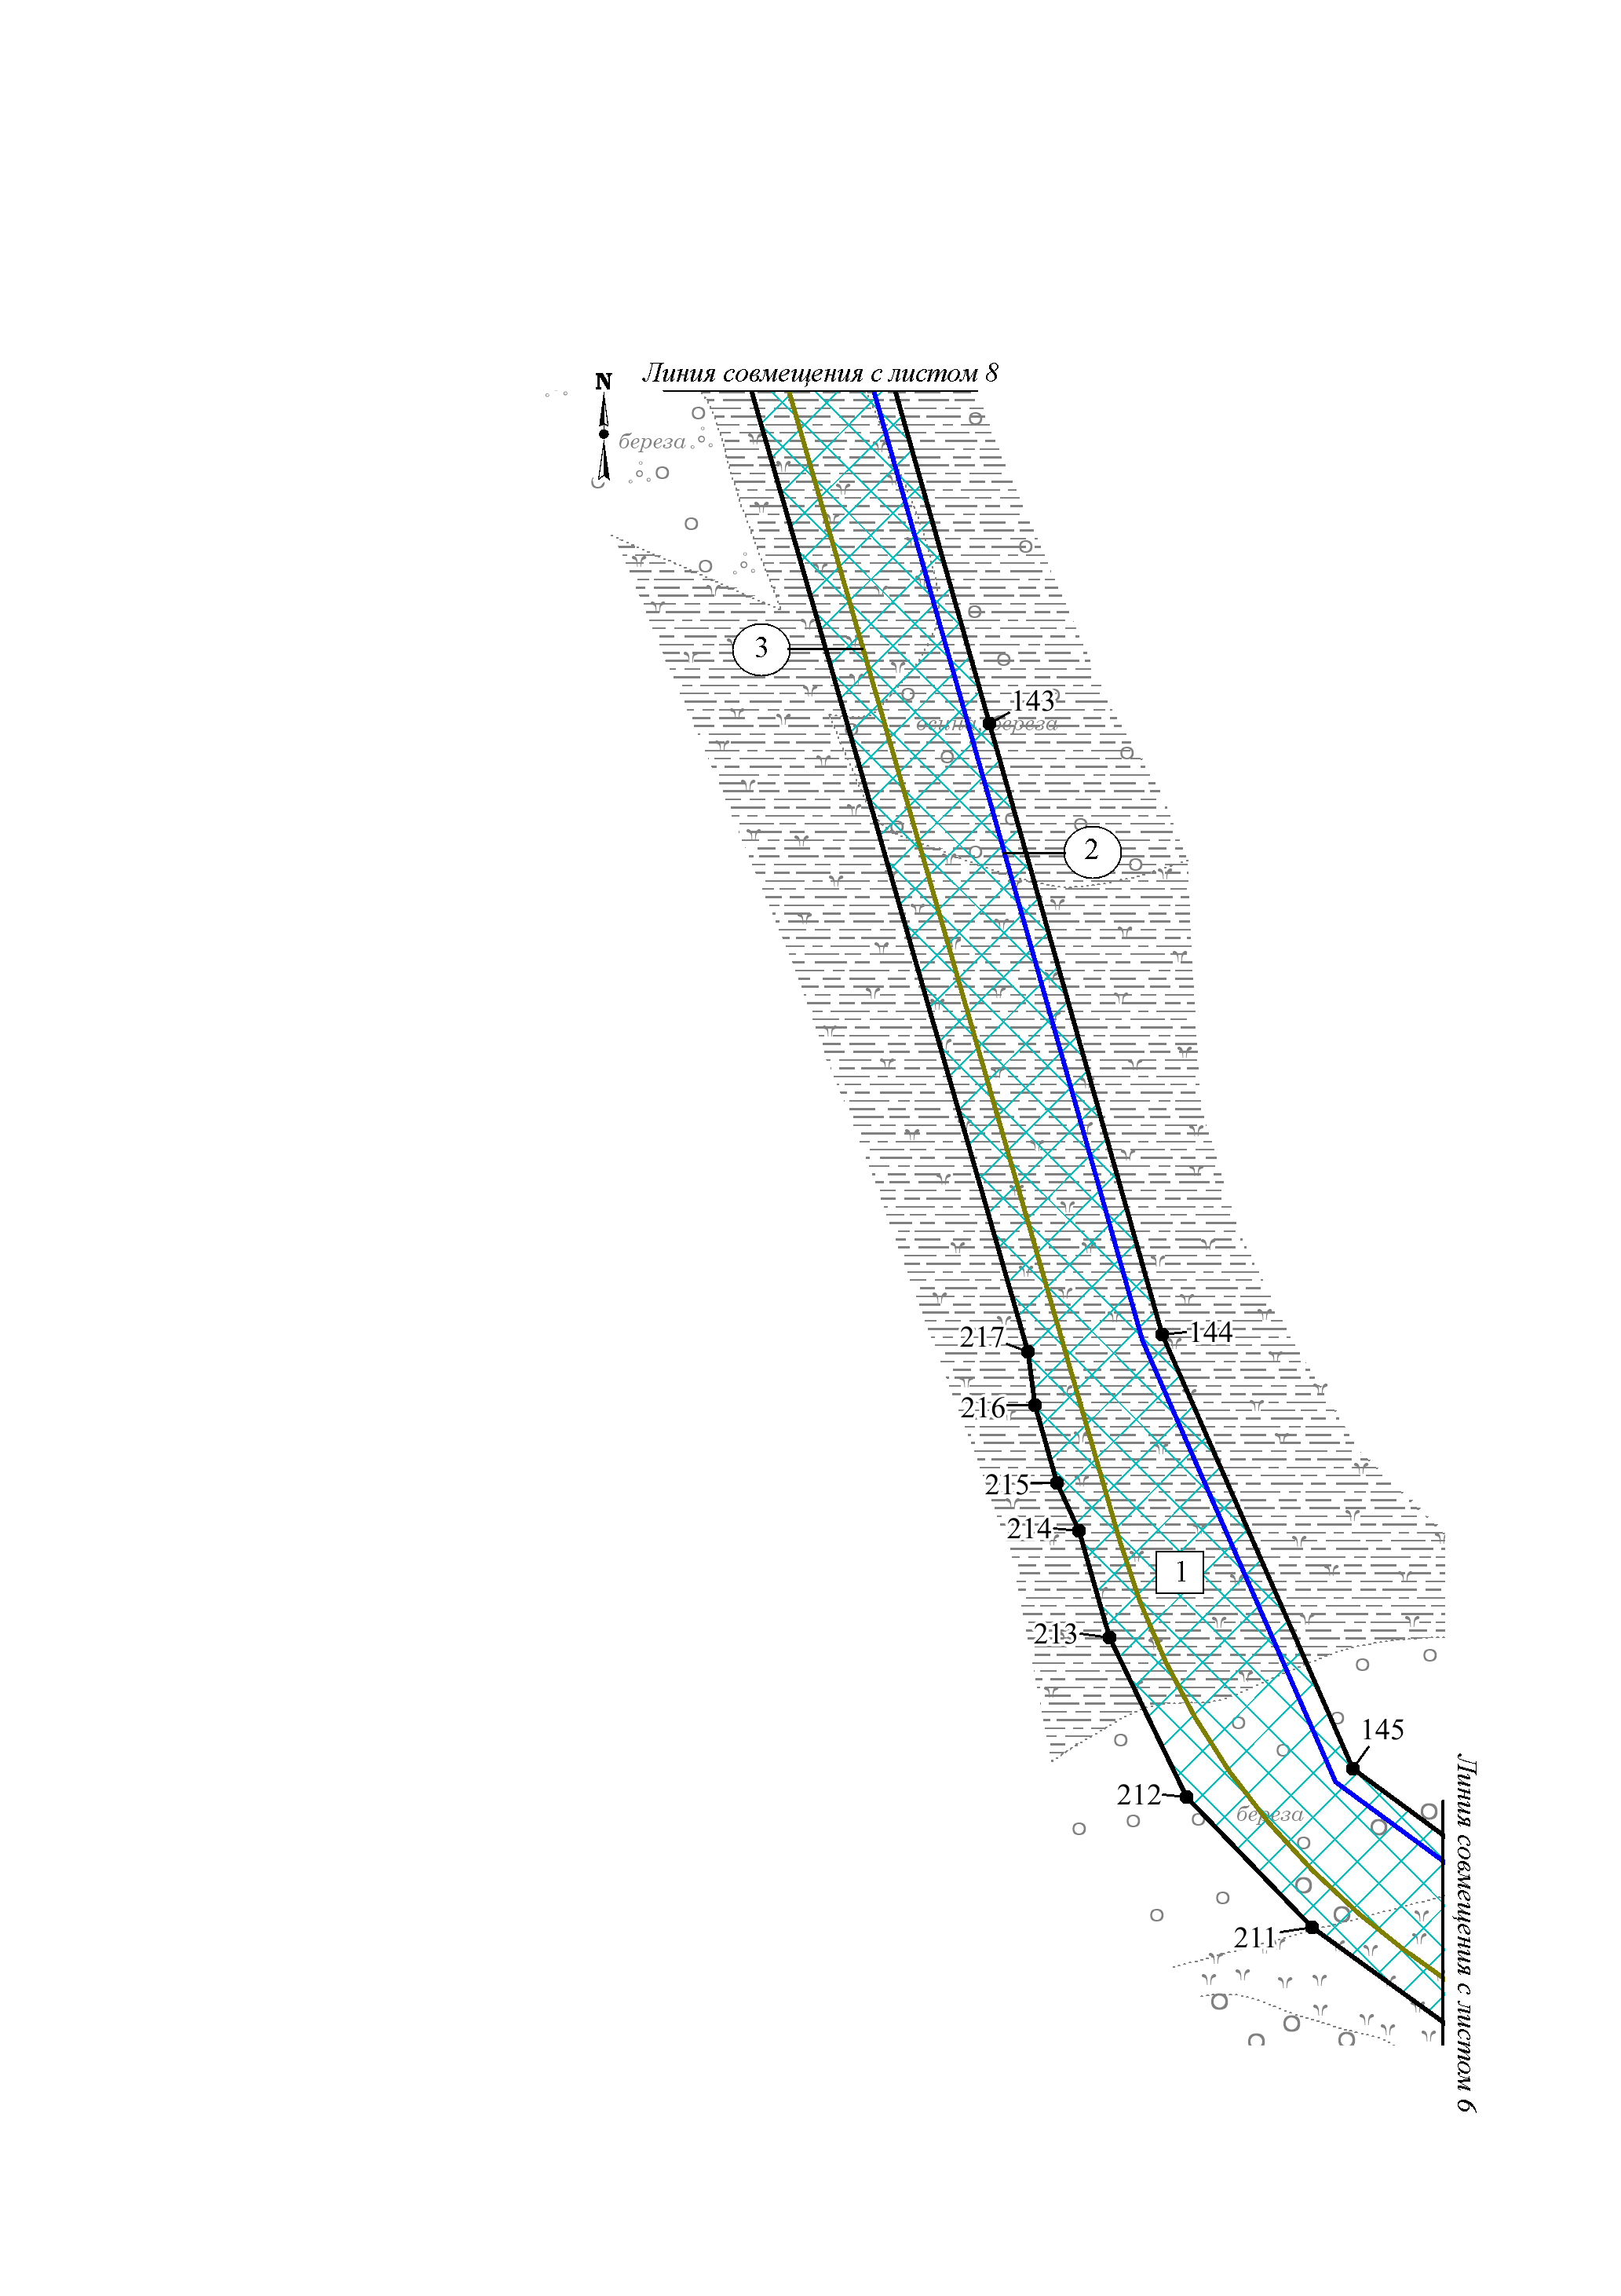 Линия совмещения с листом 8
N
береза
3
143
осина береза
2
217
144
216
215
214
1
213
145
212
береза
211
Линия совмещения с листом 6